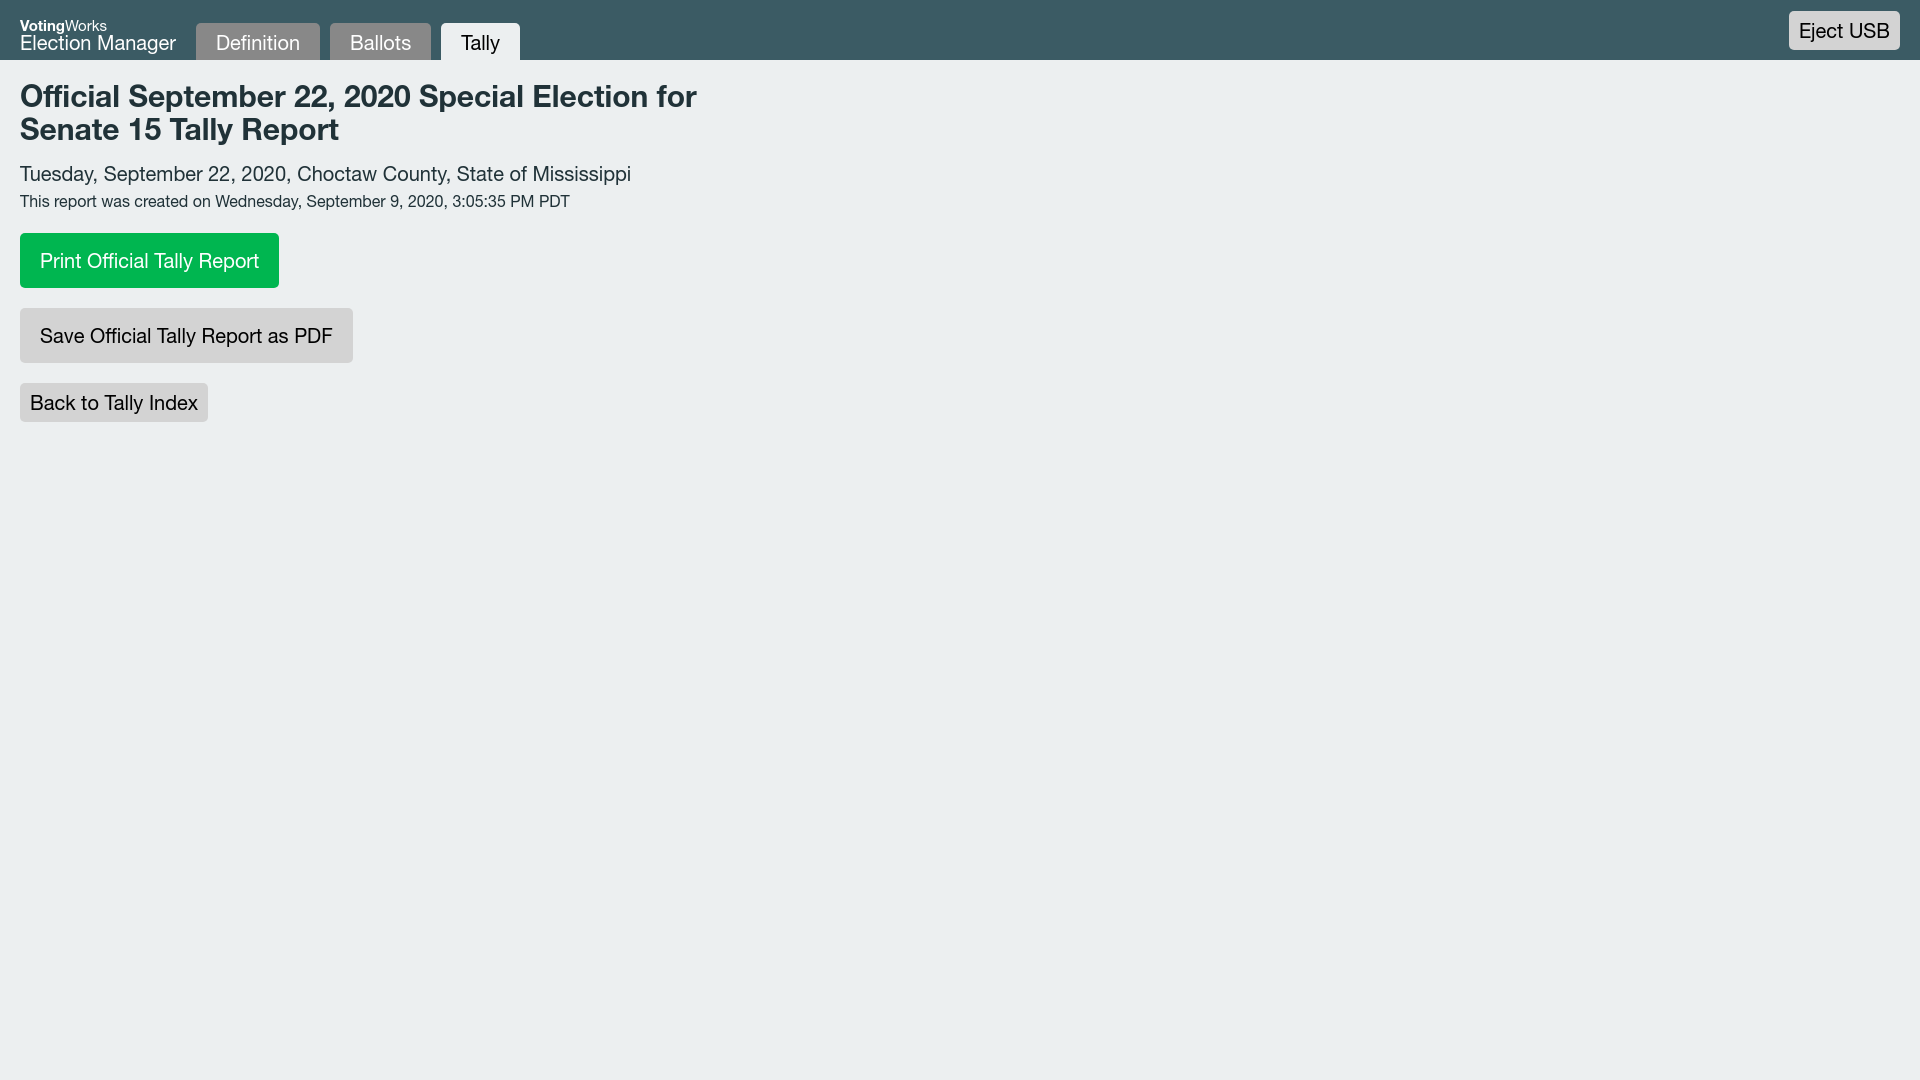 VotingWorks
Election Manager
Definition
Ballots
Tally
Eject USB
Official September 22, 2020 Special Election for
Senate 15 Tally Report
Tuesday, September 22, 2020, Choctaw County, State of Mississippi
This report was created on Wednesday, September 9, 2020, 3:05:35 PM PDT
Print Official Tally Report
Save Official Tally Report as PDF
Back to Tally Index